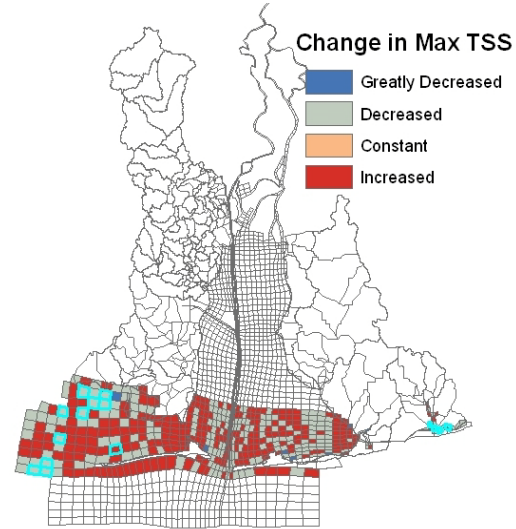 Change in Max TSS
Greatly Decreased
Decreased
Constant
Increased